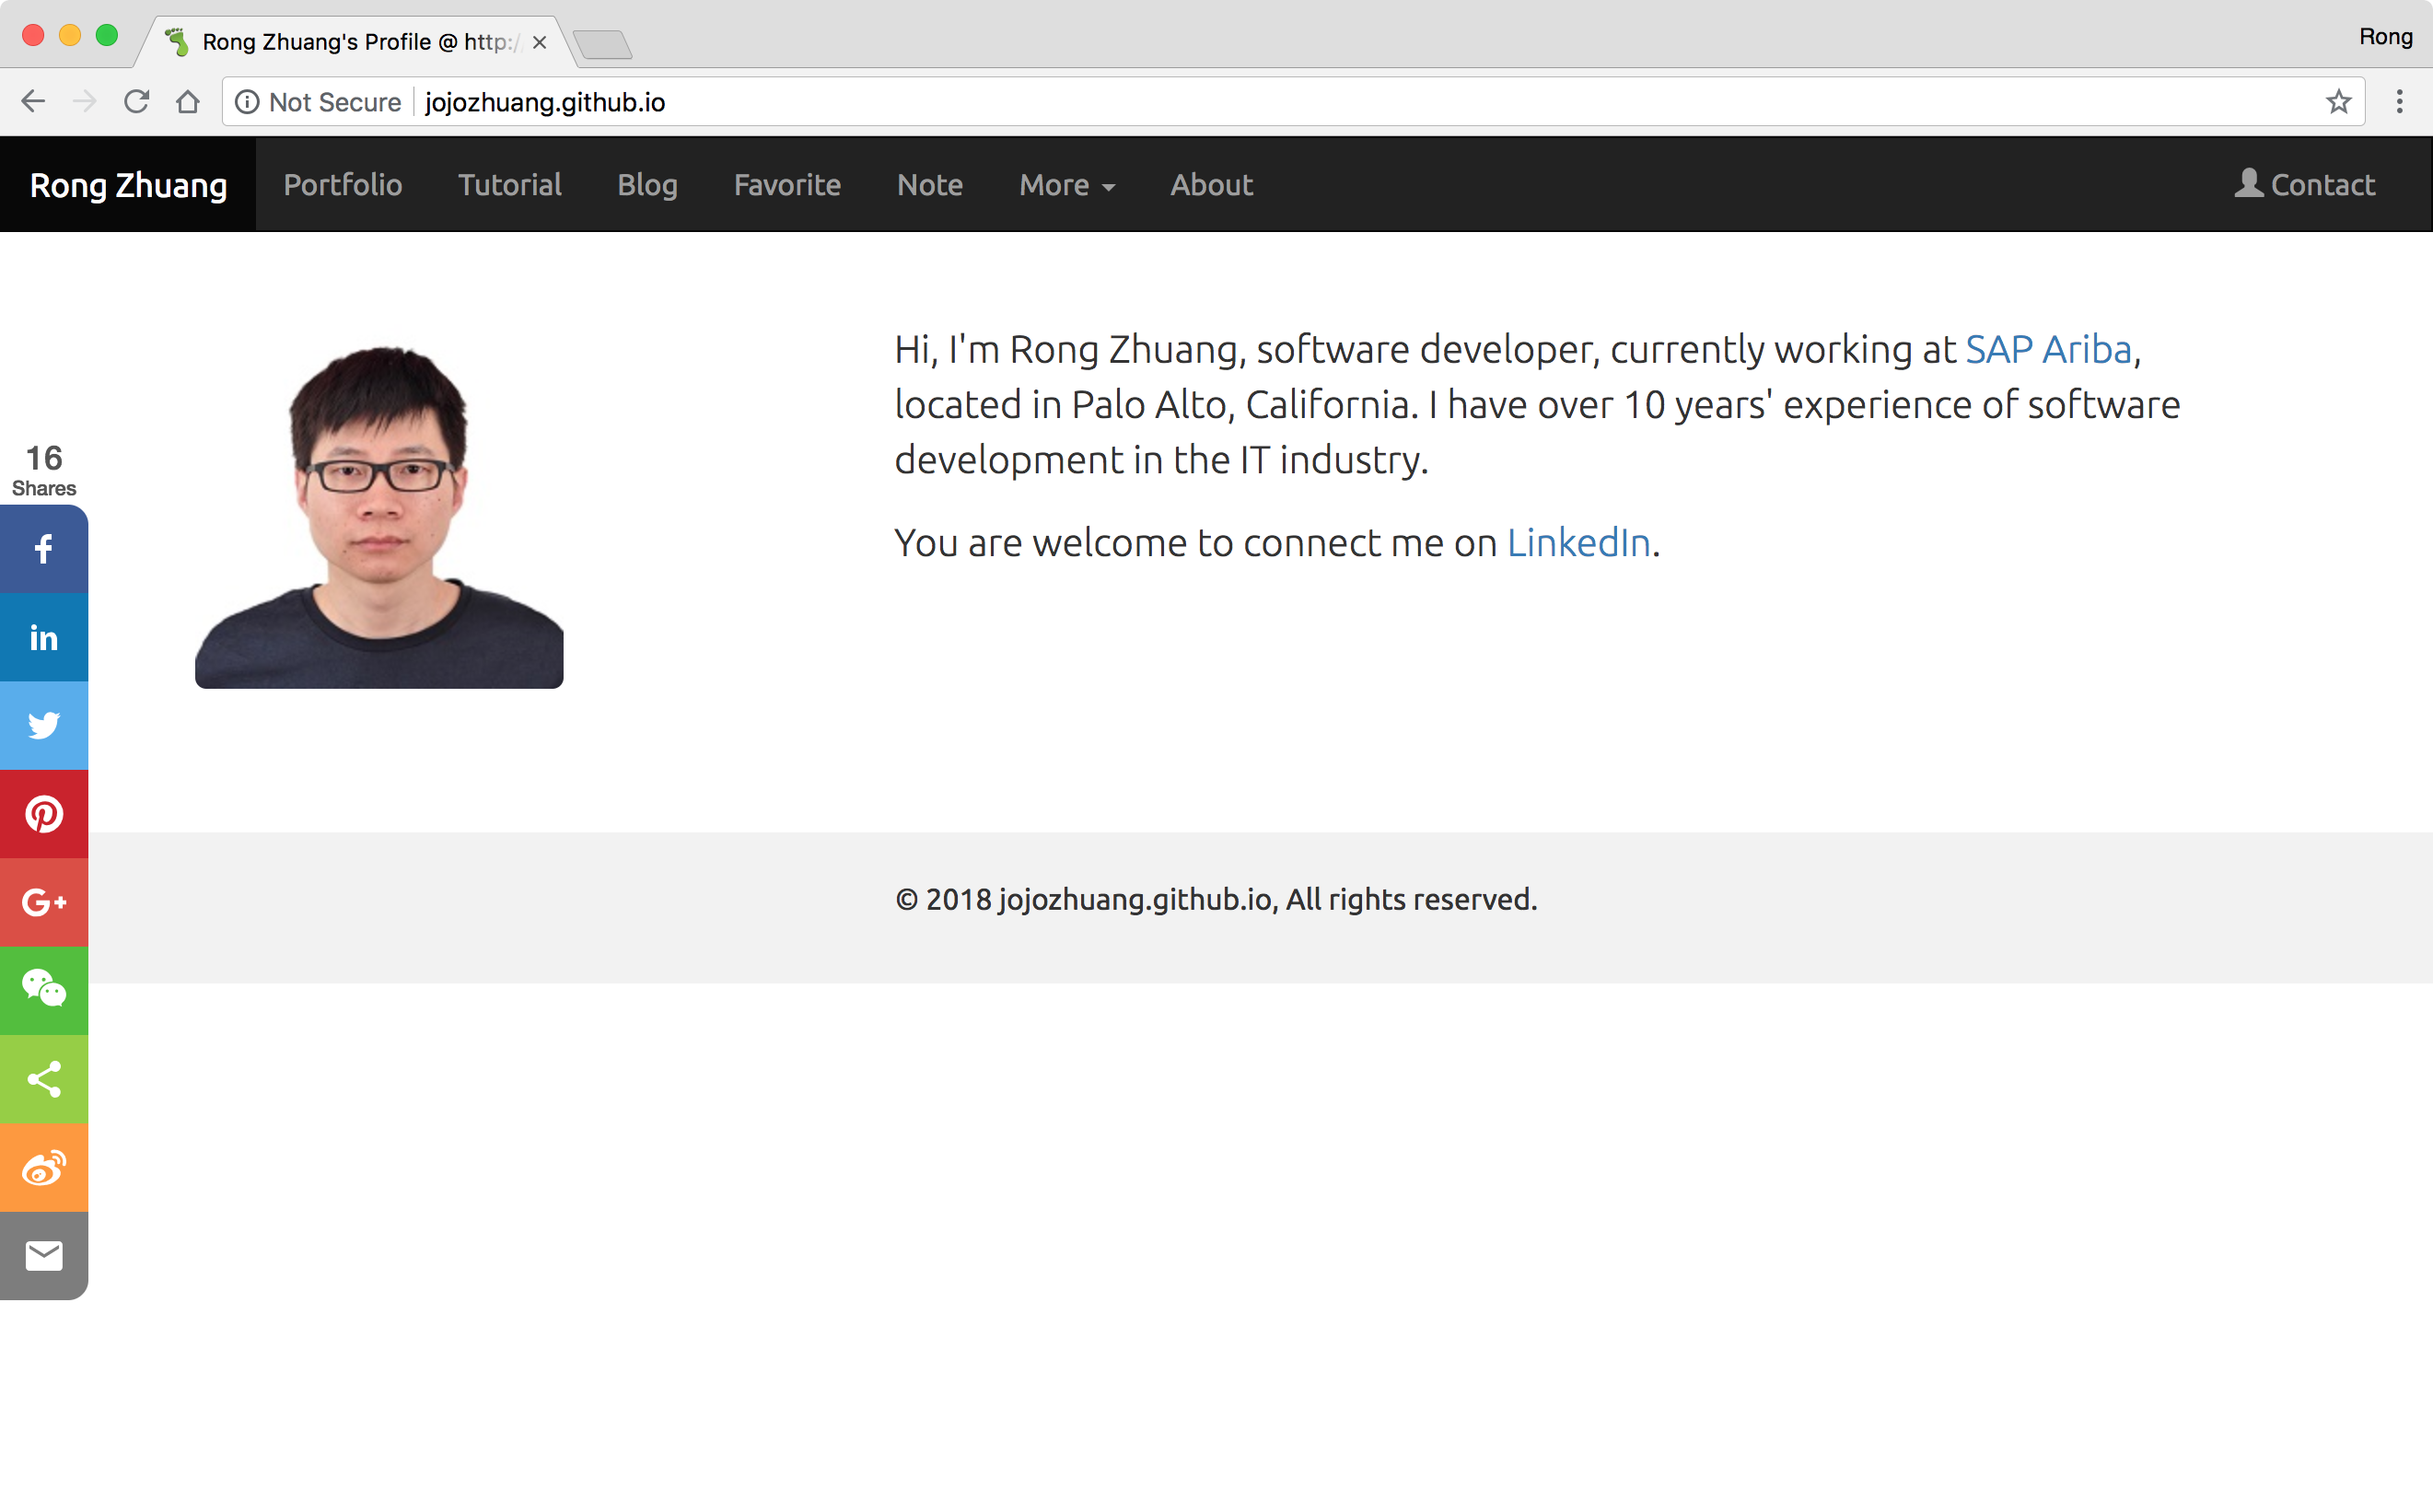 Rong Zhuang's Profile @ http:/
Rong
Not Secure
jojozhuang.github.io
Rong Zhuang
Portfolio
Tutorial
Blog
Favorite
Note
More
About
Contact
Hi, I'm Rong Zhuang, software developer, currently working at SAP Ariba,
located in Palo Alto, California. I have over 10 years' experience of software
development in the IT industry.
You are welcome to connect me on LinkedIn.
16
Shares
f
in
G+
© 2018 jojozhuang.github.io, All rights reserved.